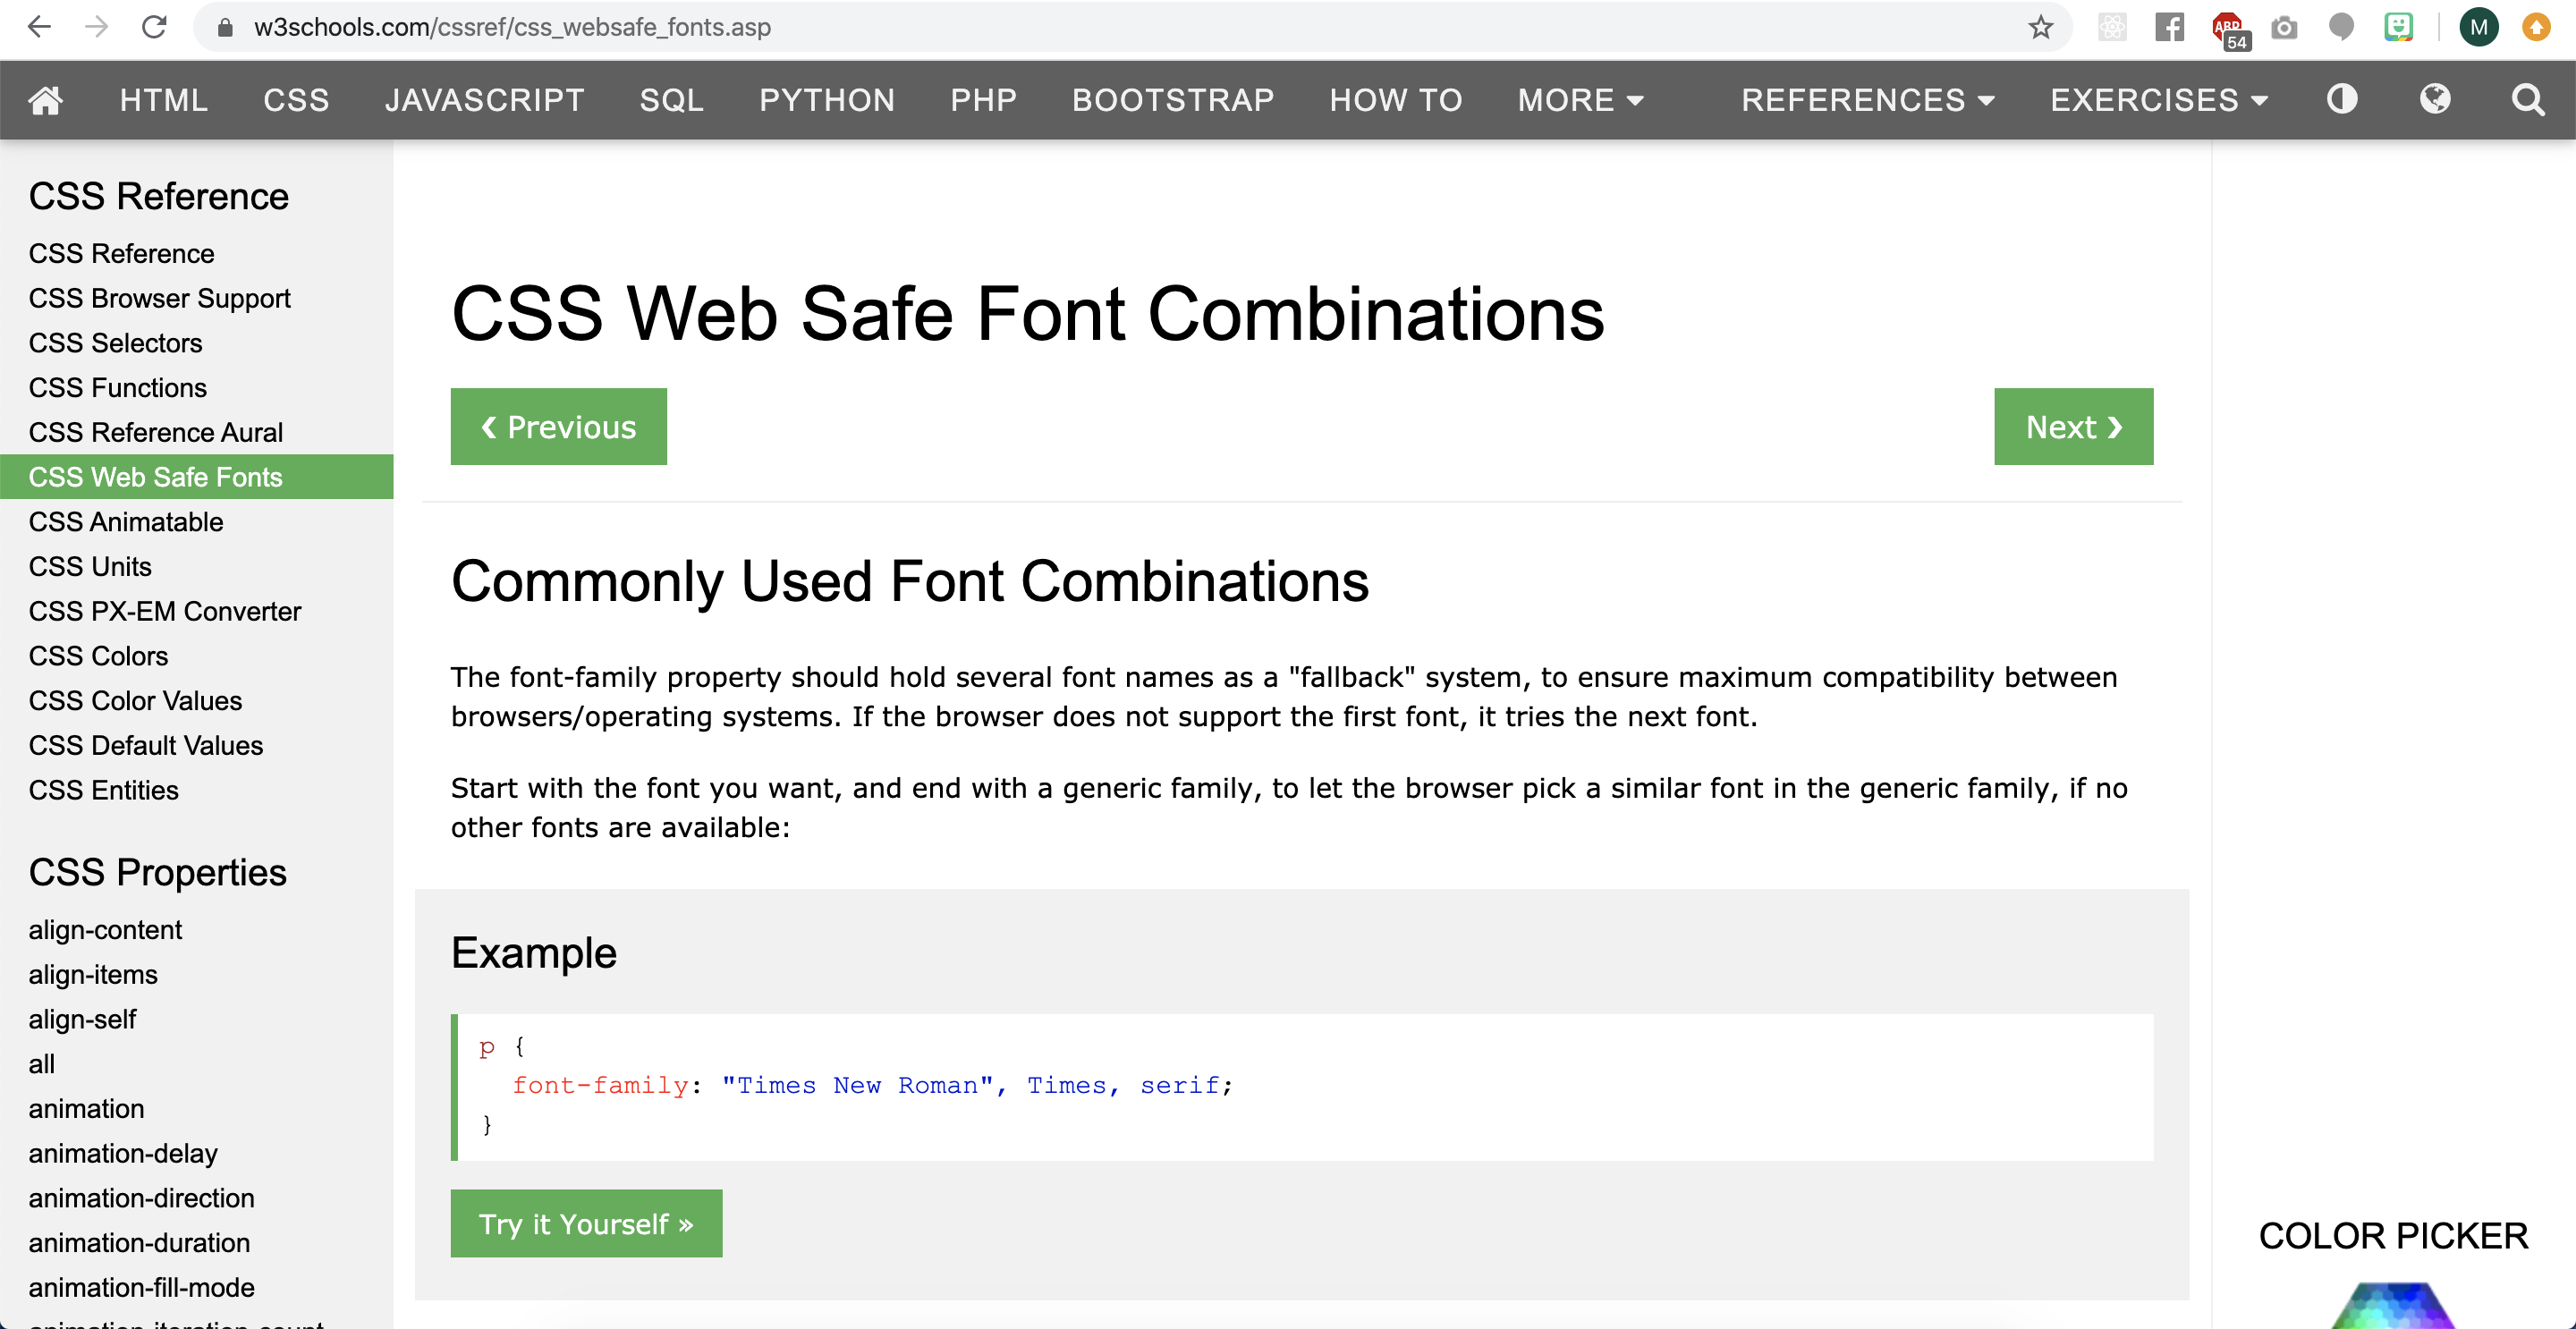 w3schools.com/cssref/css_websafe_fonts.asp
ABP
54
M
HTML CSS JAVASCRIPT SQL PYTHON PHP BOOTSTRAP HOW TO MORE REFERENCES EXERCISES
CSS Reference
CSS Reference
CSS Browser Support
CSS Selectors
CSS Functions
CSS Reference Aural
CSS Web Safe Fonts
CSS Animatable
CSS Units
CSS PX-EM Converter
CSS Colors
CSS Color Values
CSS Default Values
CSS Entities
CSS Properties
align-content
align-items
align-self
all
animation
animation-delay
animation-direction
animation-duration
animation-fill-mode
animation-iteration-count
CSS Web Safe Font Combinations
❮ Previous
Next ❯
Commonly Used Font Combinations
The font-family property should hold several font names as a "fallback" system, to ensure maximum compatibility between
browsers/operating systems. If the browser does not support the first font, it tries the next font.
Start with the font you want, and end with a generic family, to let the browser pick a similar font in the generic family, if no
other fonts are available:
Example
p {
font-family: "Times New Roman", Times, serif;
}
Try it Yourself »
COLOR PICKER